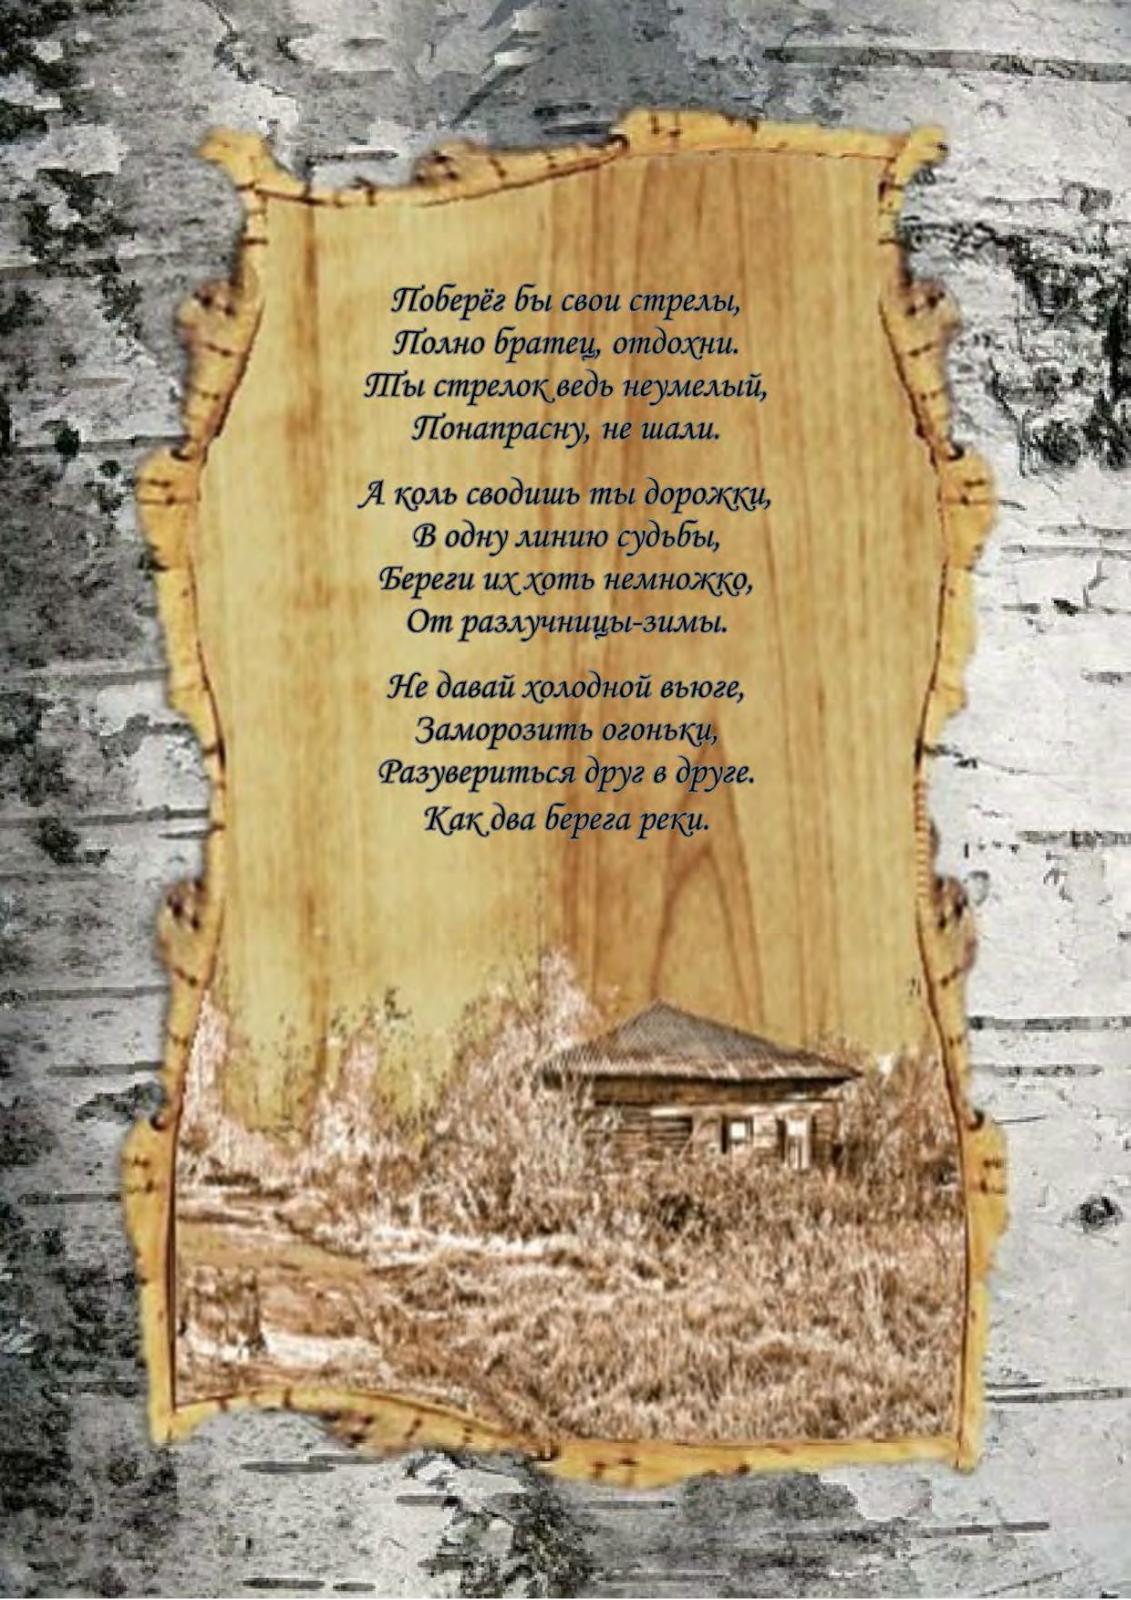 Поберёг бы свои стрелы,
Полно братец, отдохни.
Ты стрелок ведь неумелый,
Понапрасну, не шали.
А коль сводишь ты дорожки,
В одну линию судьбы,
Береги их хоть немножко,
От разлучницы-зимы.
Не давай холодной вьюге,
Заморозить огоньки,
Разувериться друг в друге.
Как два берега реки.